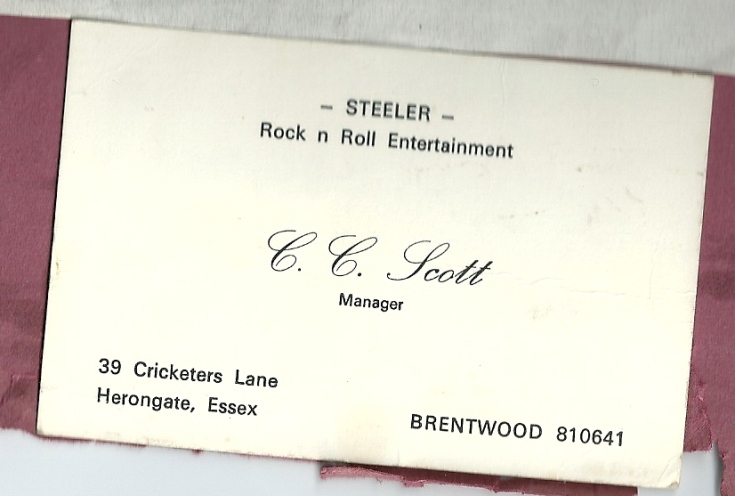 – STEELER –
Rock n Roll Entertainment
C. C. Scott
Manager
39 Cricketers Lane
Herongate, Essex
BRENTWOOD 810641